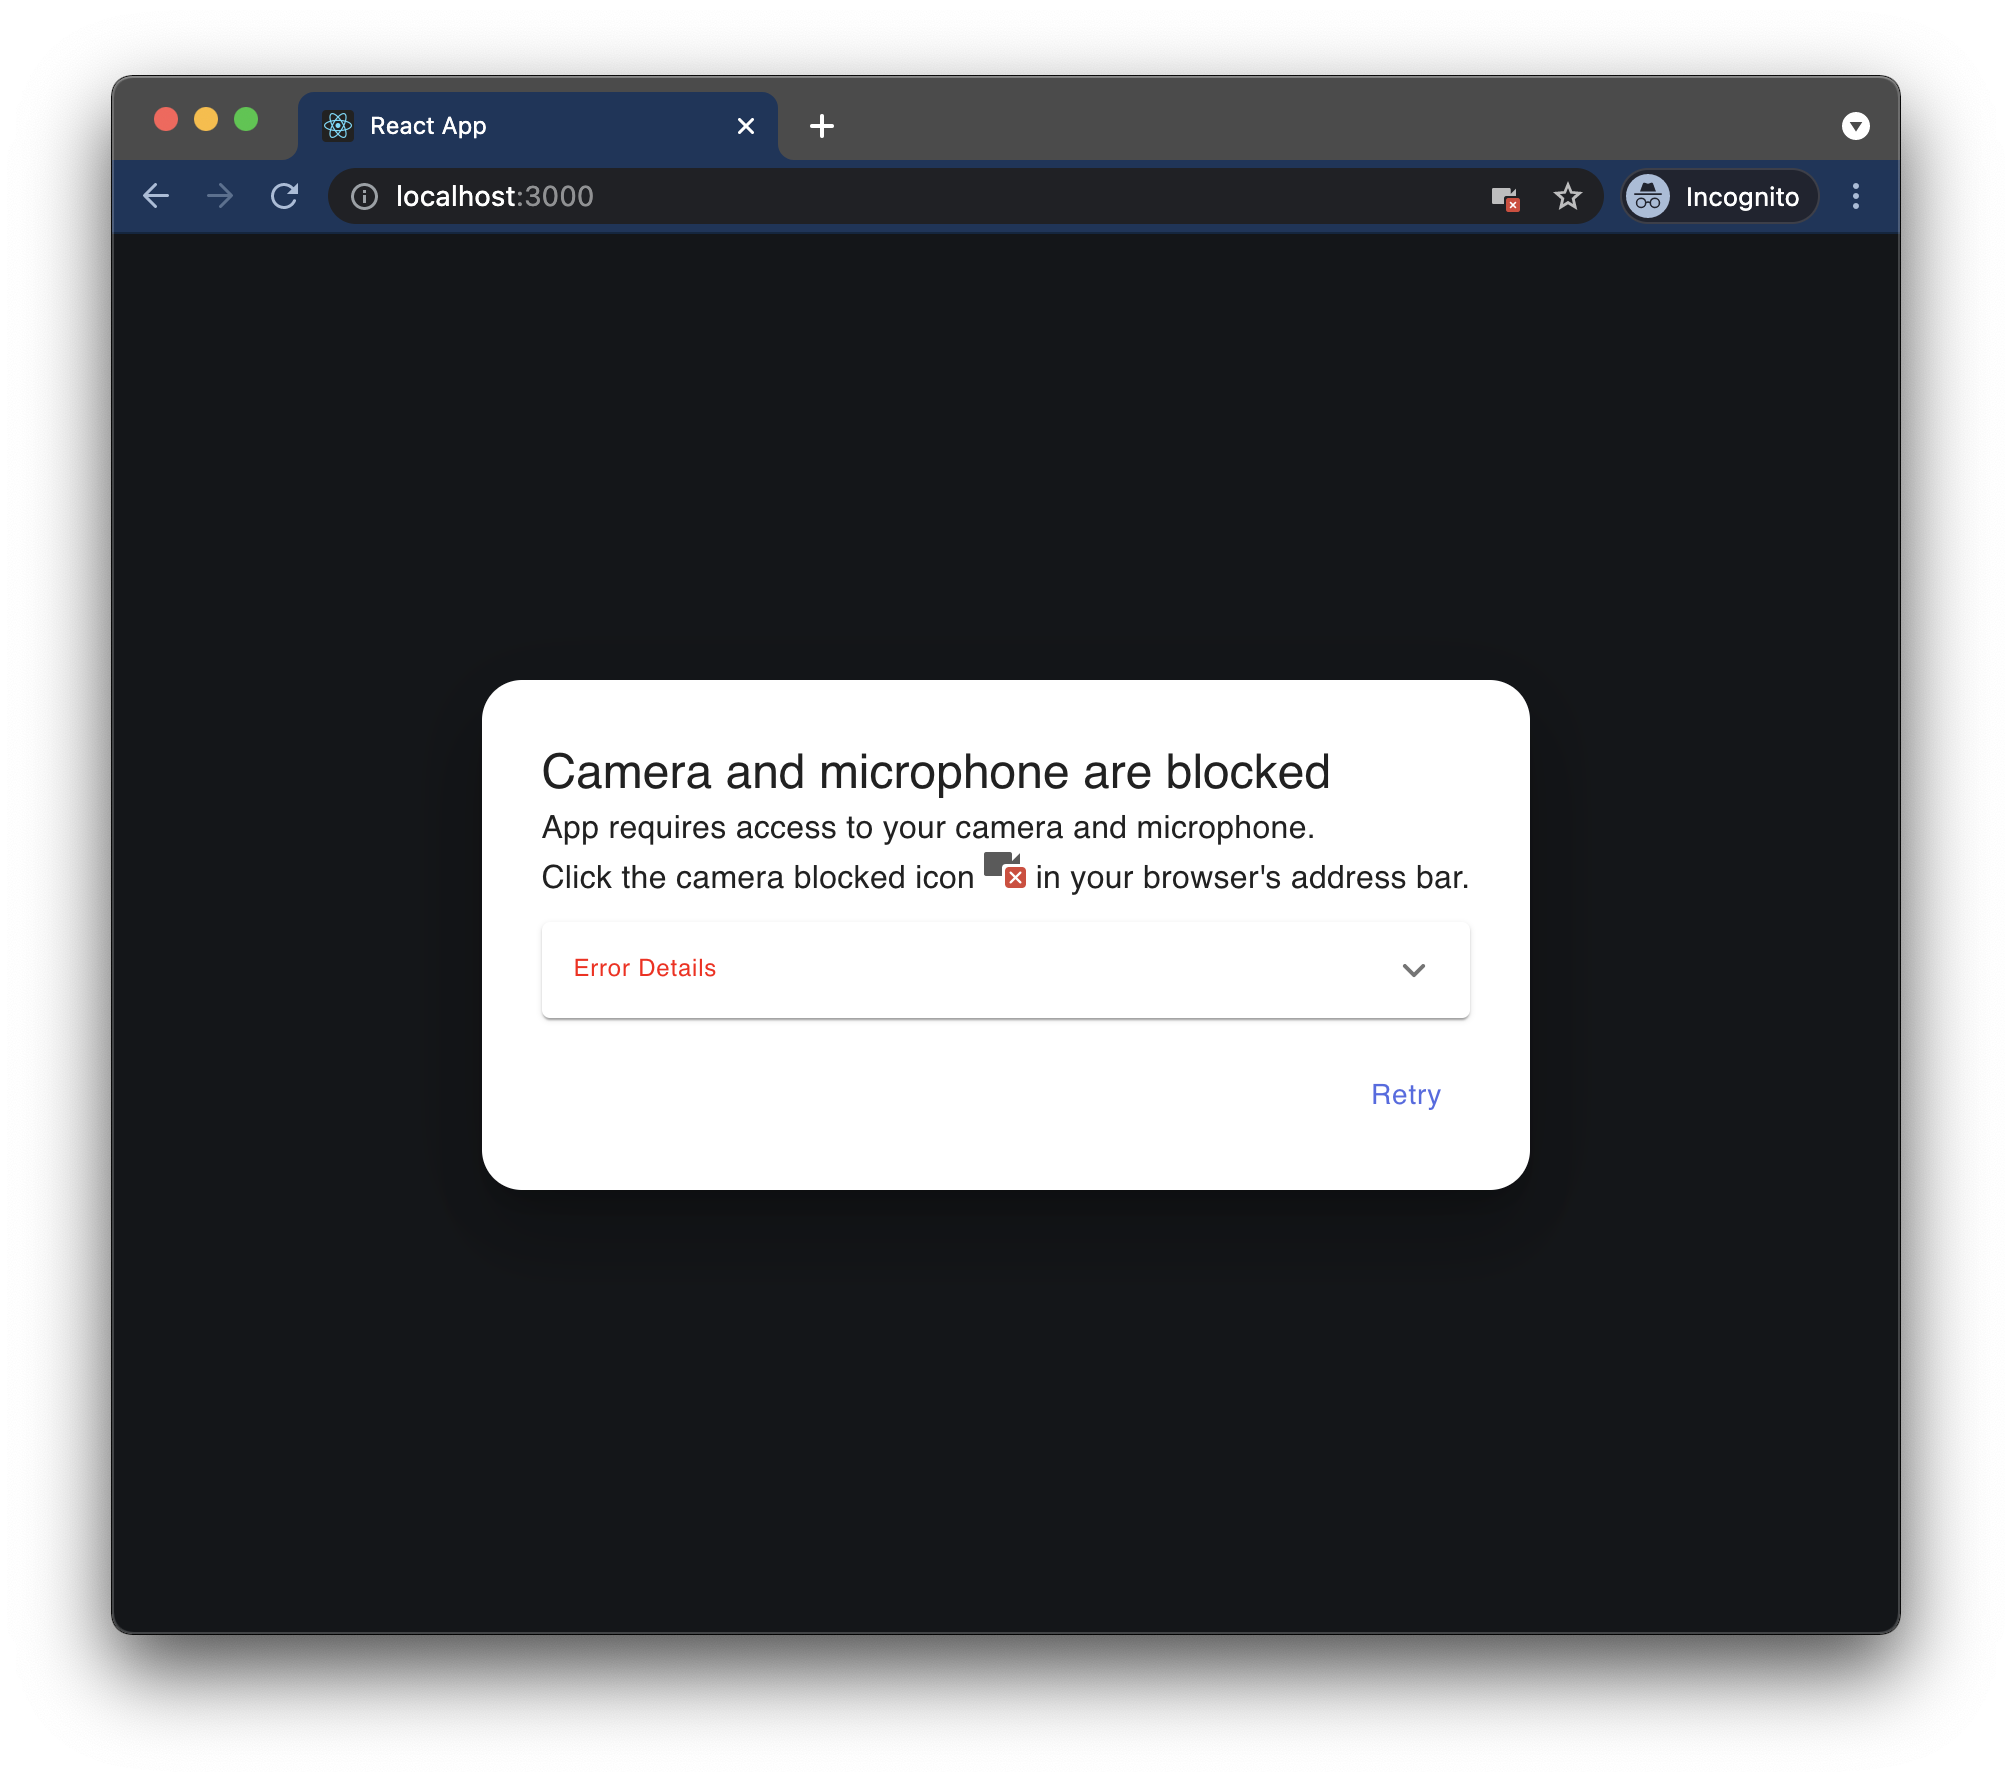 React App
localhost:3000
Incognito
Camera and microphone are blocked
App requires access to your camera and microphone.
Click the camera blocked icon in your browser's address bar.
Error Details
Retry